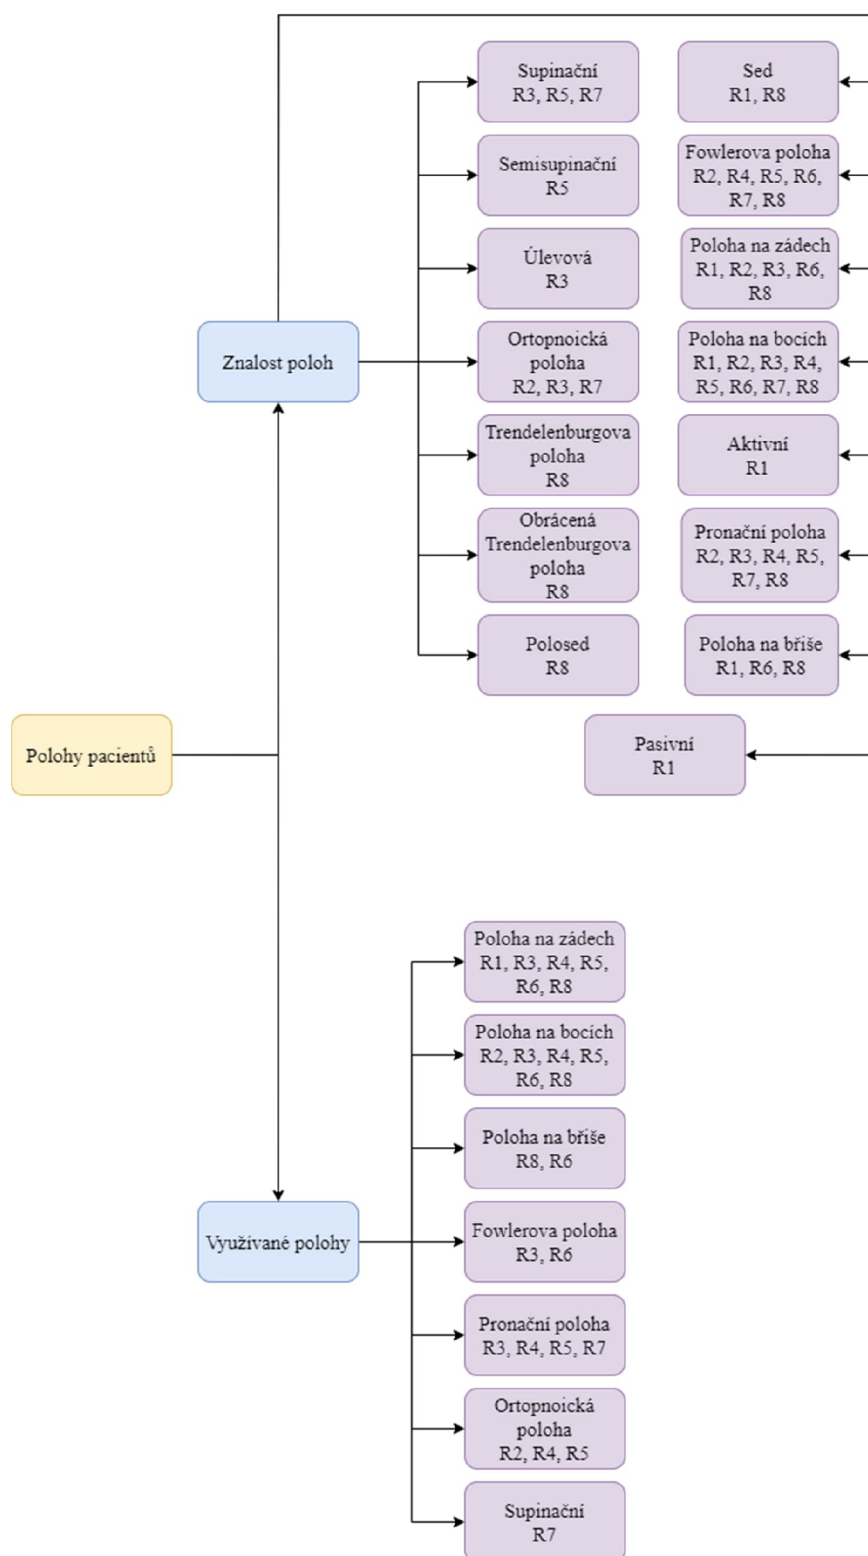 Supinační
R3, R5, R7
Sed
R1, R8
Semisupinační
R5
Fowlerova poloha
R2, R4, R5, R6,
R7, R8
Úlevová
R3
Poloha na zádech
R1, R2, R3, R6,
R8
Znalost poloh
Ortopnoická
poloha
R2, R3, R7
Poloha na bocích
R1, R2, R3, R4,
R5, R6, R7, R8
Trendelenburgova
poloha
R8
Aktivní
R1
Obrácená
Trendelenburgova
poloha
R8
Pronační poloha
R2, R3, R4, R5,
R7, R8
Polosed
R8
Poloha na břiše
R1, R6, R8
Polohy pacientů
Pasivní
R1
Poloha na zádech
R1, R3, R4, R5,
R6, R8
Poloha na bocích
R2, R3, R4, R5,
R6, R8
Poloha na břiše
R8, R6
Využívané polohy
Fowlerova poloha
R3, R6
Pronační poloha
R3, R4, R5, R7
Ortopnoická
poloha
R2, R4, R5
Supinační
R7